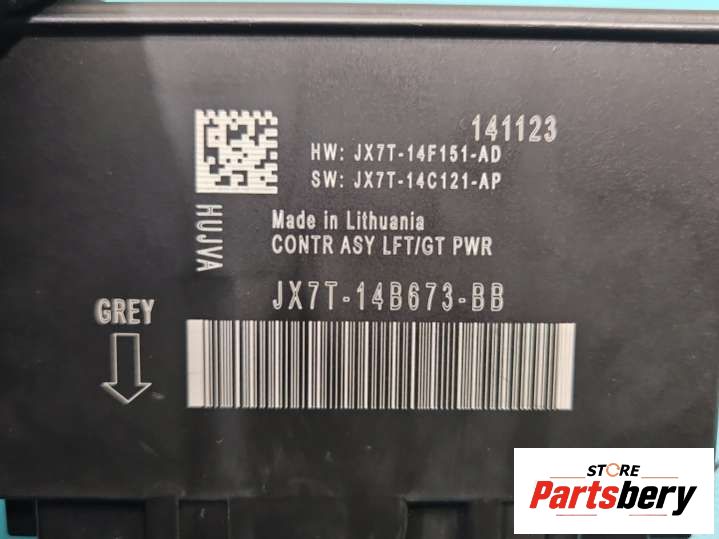 141123
HW: JX7T-14F151-AD
SW: JX7T-14C121-AP
HUJVA
Made in Lithuania
CONTR ASY LFT/GT PWR
JX7T-14B673-BB
GREY
STORE
Partsbery